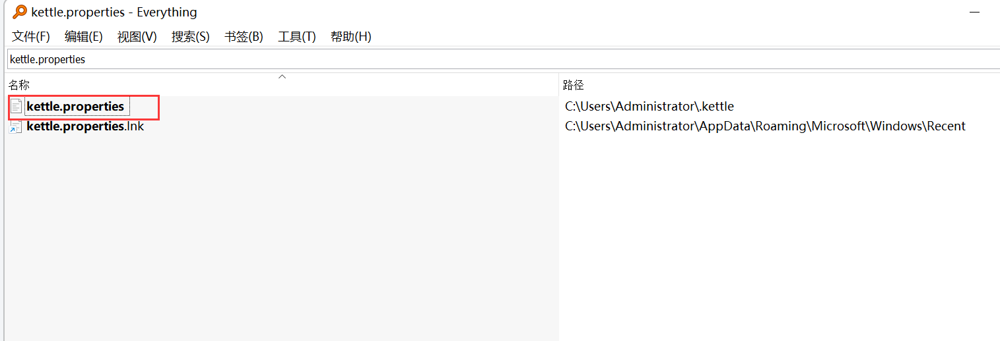 kettle.properties - Everything
文件(F) 编辑(E) 视图(V) 搜索(S) 书签(B) 工具(T) 帮助(H)
kettle.properties
名称 路径
kettle.properties C:\Users\Administrator\.kettle
kettle.properties.lnk C:\Users\Administrator\AppData\Roaming\Microsoft\Windows\Recent